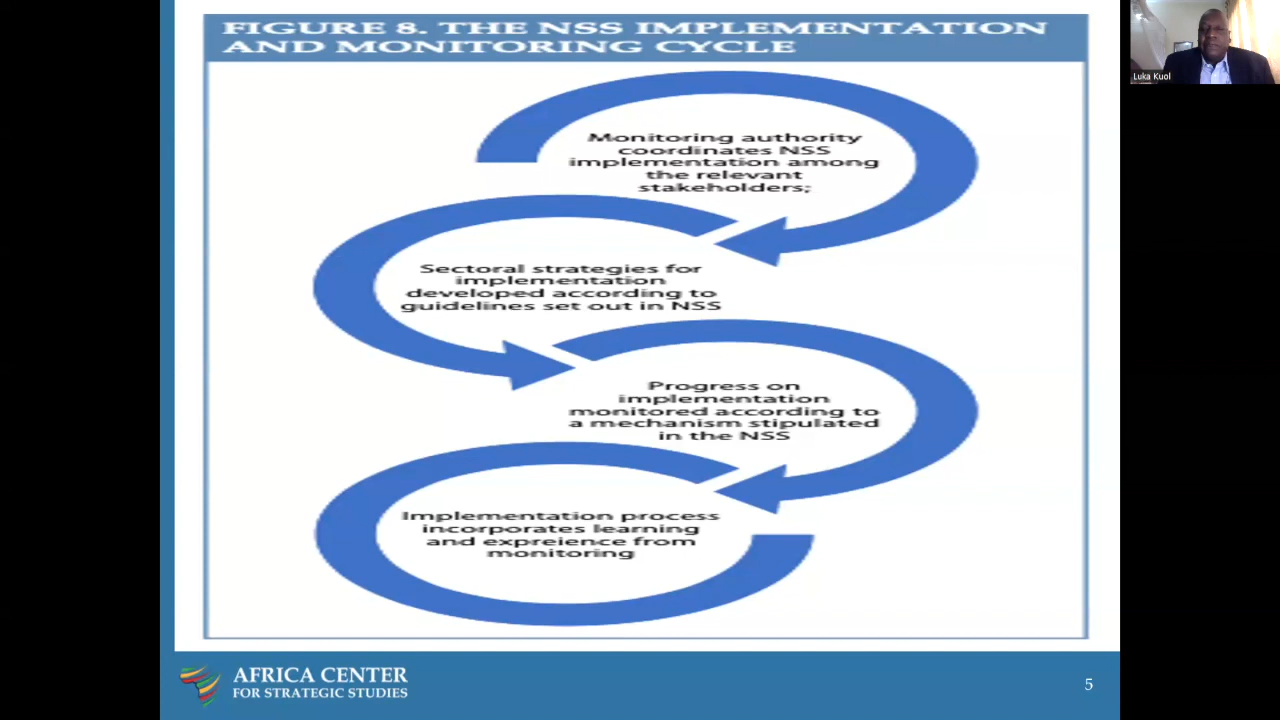 FIGURE 8. THE NSS IMPLEMENTATION
AND MONITORING CYCLE
Luka Kuol
Monitoring authority
coordinates NSS
implementation among
the relevant
stakeholders;
Sectoral strategies for
implementation
developed according to
guidelines set out in NSS
Progress on
implementation
monitored according to
a mechanism stipulated
in the NSS
Implementation process
incorporates learning
and expreience from
monitoring
AFRICA CENTER
FOR STRATEGIC STUDIES
5